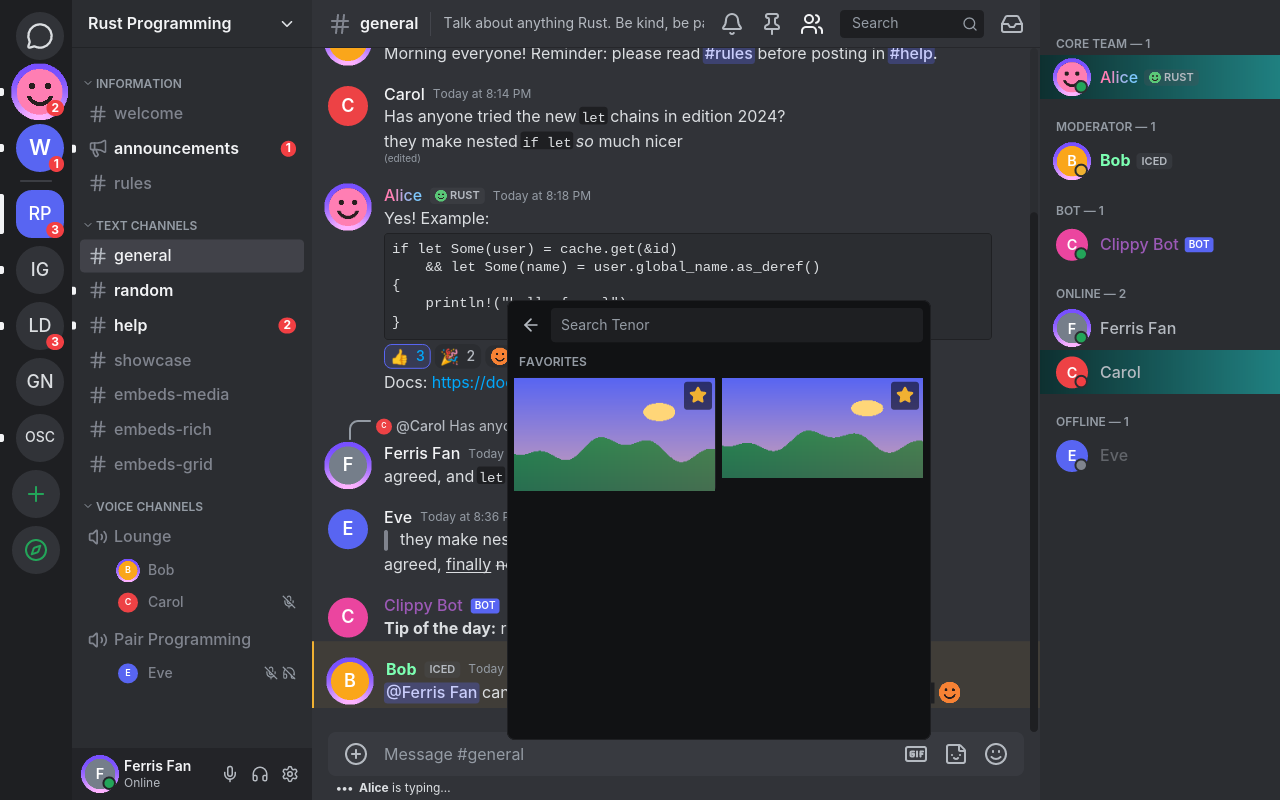 Rust Programming
general
Talk about anything Rust. Be kind, be pa
Search
2
W
1
RP
3
IG
LD
3
GN
OSC
INFORMATION
welcome
announcements
1
rules
TEXT CHANNELS
general
random
help
2
showcase
embeds-media
embeds-rich
embeds-grid
VOICE CHANNELS
Lounge
B
Bob
C
Carol
Pair Programming
E
Eve
F
Ferris Fan
Online
Morning everyone! Reminder: please read #rules before posting in #help.
C
Carol Today at 8:14 PM
Has anyone tried the new let chains in edition 2024?
they make nested if let so much nicer
(edited)
Alice RUST Today at 8:18 PM
Yes! Example:
if let Some(user) = cache.get(&id)
&& let Some(name) = user.global_name.as_deref()
{
}
👍 3 🎉 2
Docs: https://do
C @Carol Has any
F
Ferris Fan Today
agreed, and let
E
Eve Today at 8:36 P
they make nes
agreed, finally
C
Clippy Bot BOT
Tip of the day:
B
Bob ICED Today
@Ferris Fan can
Search Tenor
FAVORITES
Message #general
GIF
Alice is typing...
CORE TEAM — 1
Alice RUST
MODERATOR — 1
B
Bob ICED
BOT — 1
C
Clippy Bot BOT
ONLINE — 2
F
Ferris Fan
C
Carol
OFFLINE — 1
E
Eve